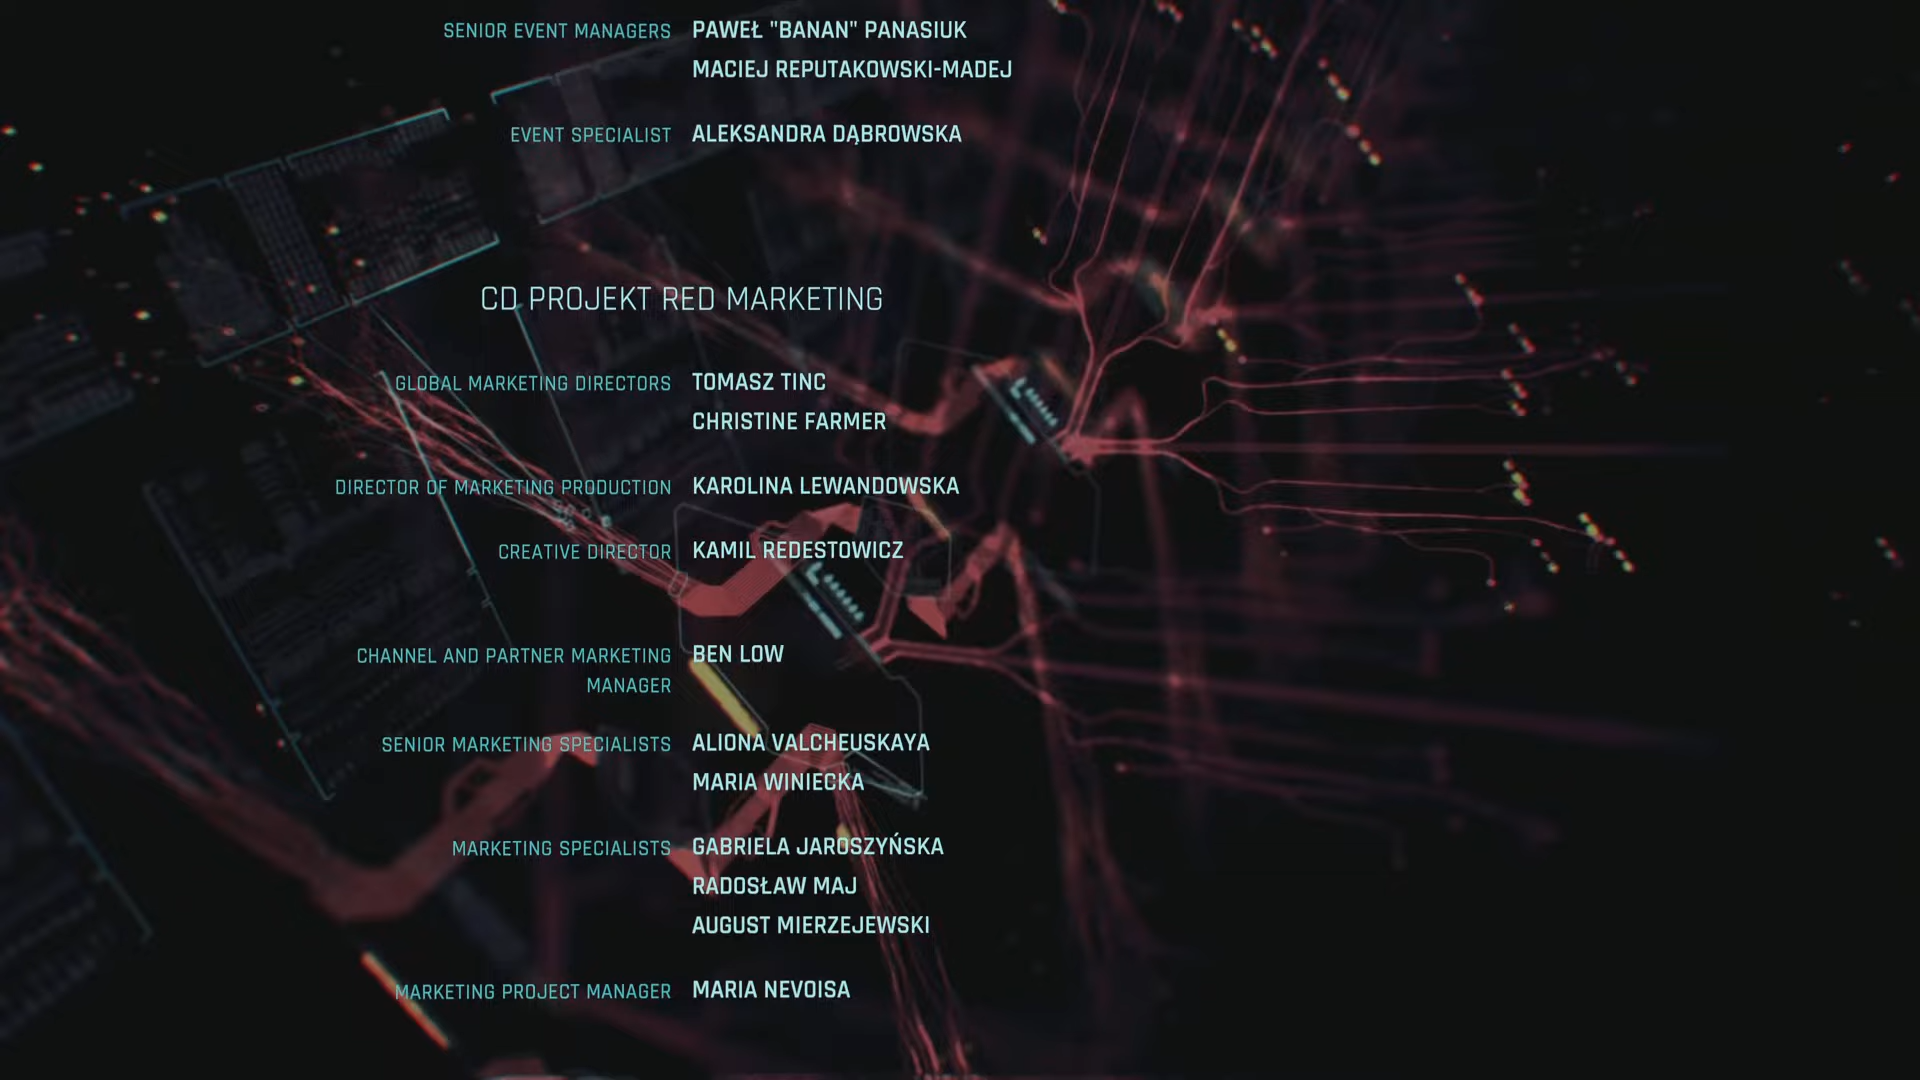 SENIOR EVENT MANAGERS PAWEŁ "BANAN" PANASIUK
MACIEJ REPUTAKOWSKI-MADEJ
EVENT SPECIALIST ALEKSANDRA DĄBROWSKA
CD PROJEKT RED MARKETING
GLOBAL MARKETING DIRECTORS TOMASZ TINC
CHRISTINE FARMER
DIRECTOR OF MARKETING PRODUCTION KAROLINA LEWANDOWSKA
CREATIVE DIRECTOR KAMIL REDESTOWICZ
CHANNEL AND PARTNER MARKETING BEN LOW
MANAGER
SENIOR MARKETING SPECIALISTS ALIONA VALCHEUSKAYA
MARIA WINIECKA
MARKETING SPECIALISTS GABRIELA JAROSZYŃSKA
RADOSŁAW MAJ
AUGUST MIERZEJEWSKI
MARKETING PROJECT MANAGER MARIA NEVOISA